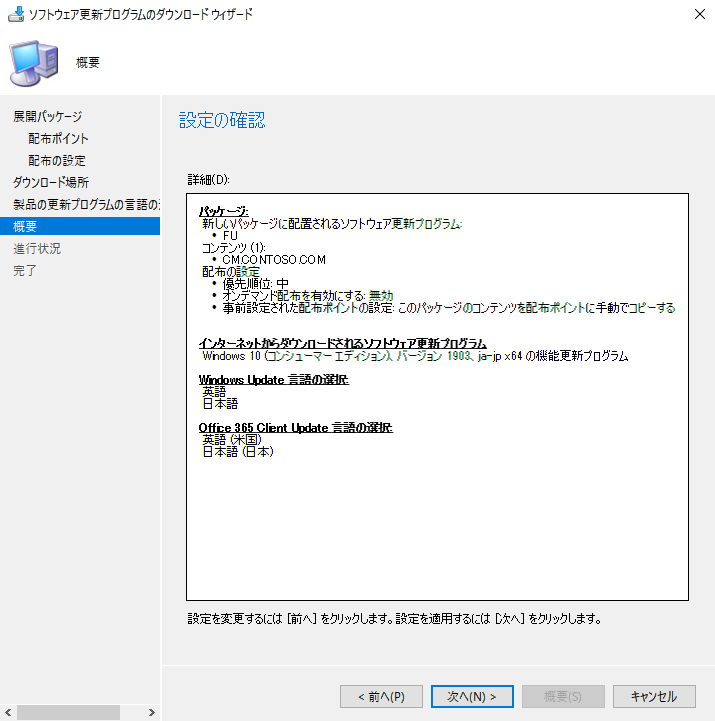 ソフトウェア更新プログラムのダウンロード ウィザード
概要
展開パッケージ
配布ポイント
配布の設定
ダウンロード場所
製品の更新プログラムの言語の
概要
進行状況
完了
設定の確認
詳細(D):
パッケージ:
新しいパッケージに配置されるソフトウェア更新プログラム:
• FU
コンテンツ (1):
• CM.CONTOSO.COM
配布の設定
• 優先順位: 中
• オンデマンド配布を有効にする: 無効
• 事前設定された配布ポイントの設定: このパッケージのコンテンツを配布ポイントに手動でコピーする
インターネットからダウンロードされるソフトウェア更新プログラム
Windows 10 (コンシューマー エディション)、バージョン 1903、ja-jp x64 の機能更新プログラム
Windows Update 言語の選択:
英語
日本語
Office 365 Client Update 言語の選択:
英語 (米国)
日本語 (日本)
設定を変更するには [前へ] をクリックします。設定を適用するには [次へ] をクリックします。
< 前へ(P)
次へ(N) >
概要(S)
キャンセル